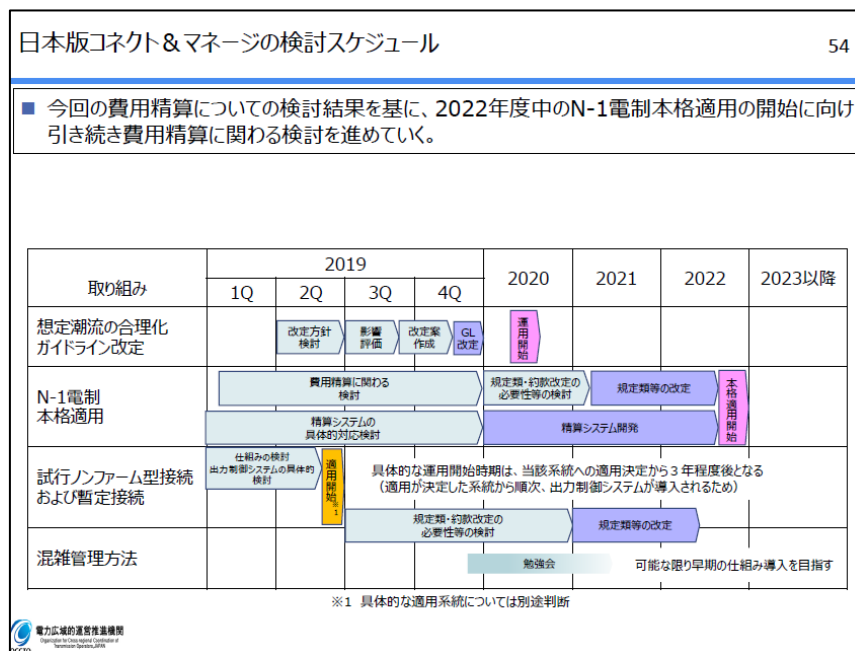 日本版コネクト＆マネージの検討スケジュール
54
■ 今回の費用精算についての検討結果を基に、2022年度中のN-1電制本格適用の開始に向け
引き続き費用精算に関わる検討を進めていく。
取り組み
2019
1Q 2Q 3Q 4Q
2020
2021
2022
2023以降
想定潮流の合理化
ガイドライン改定
改定方針
検討
影響
評価
改定案
作成
GL
改定
運用開始
N-1電制
本格適用
費用精算に関わる
検討
規定類・約款改定の
必要性等の検討
規定類等の改定
本格適用開始
精算システムの
具体的対応検討
精算システム開発
試行ノンファーム型接続
および暫定接続
仕組みの検討
出力制御システムの具体的
検討
適用開始※1
具体的な運用開始時期は、当該系統への適用決定から３年程度後となる
（適用が決定した系統から順次、出力制御システムが導入されるため）
規定類・約款改定の
必要性等の検討
規定類等の改定
混雑管理方法
勉強会
可能な限り早期の仕組み導入を目指す
※1 具体的な適用系統については別途判断
電力広域的運営推進機関
Organization for Cross-regional Coordination of
Transmission Operators, JAPAN
OCCTO